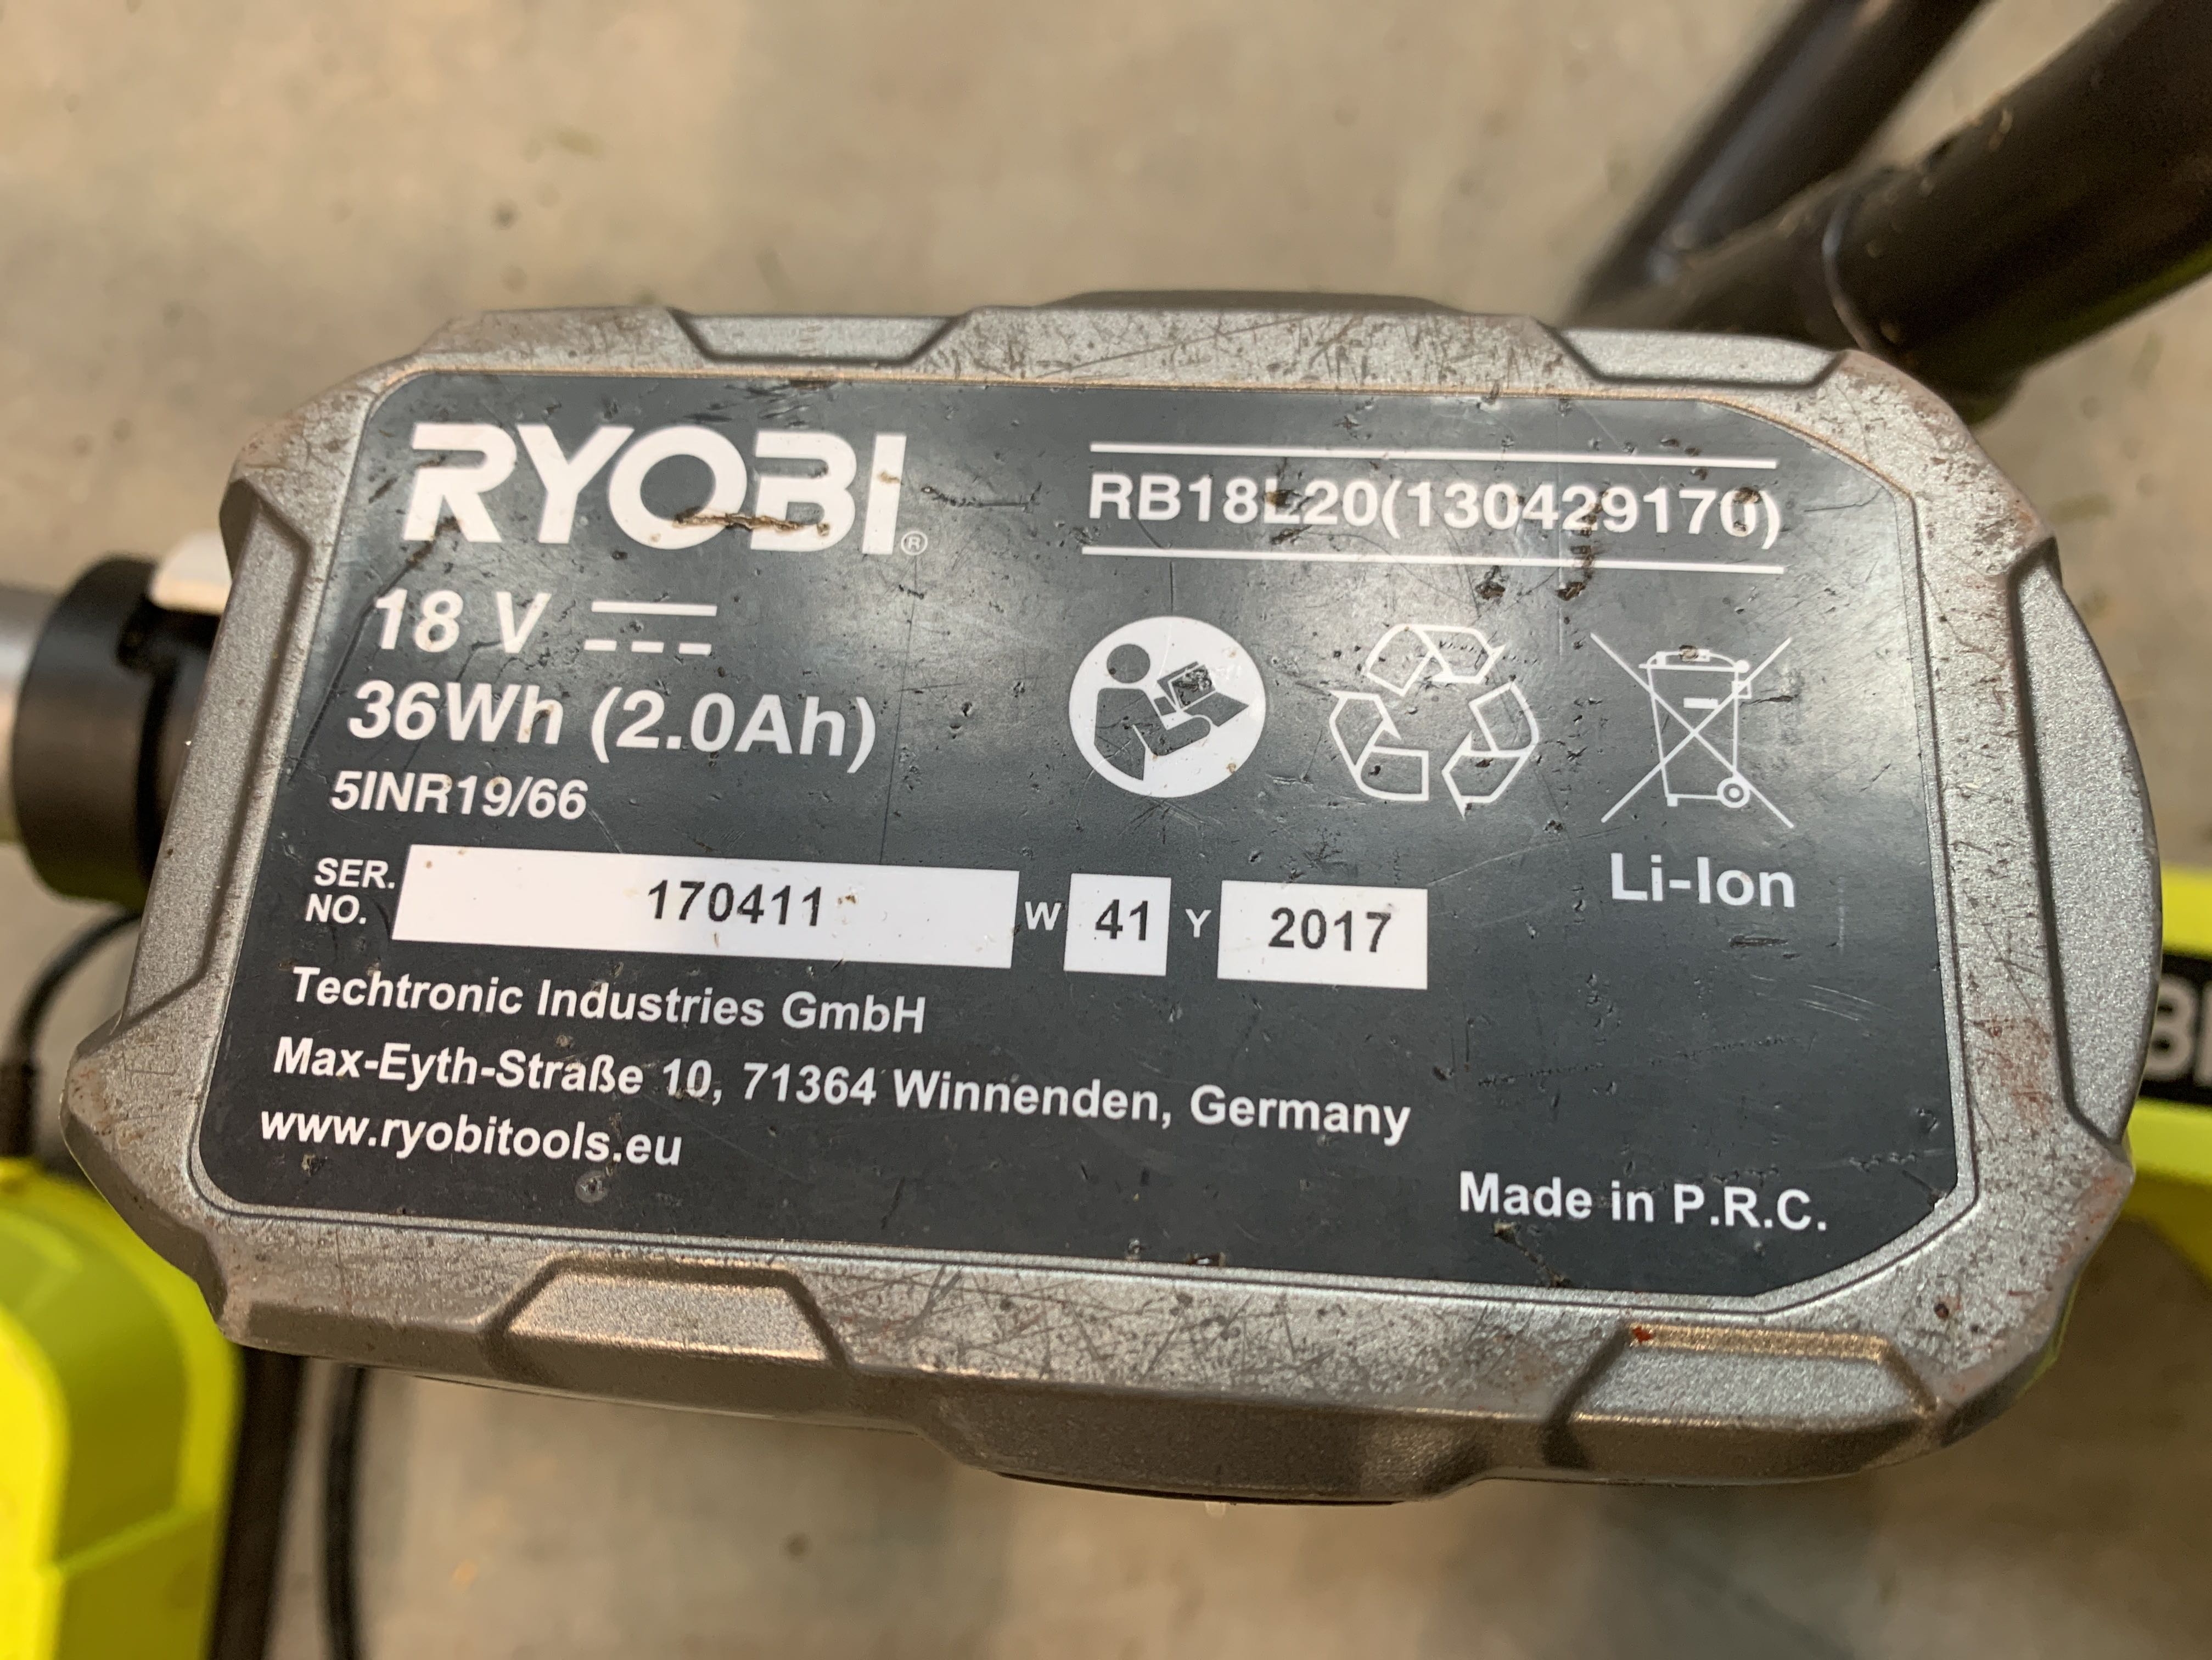 RYOBI®
RB18L20(130429170)
18 V
36Wh (2.0Ah)
5INR19/66
Li-Ion
SER. NO. 170411 W 41 Y 2017
Techtronic Industries GmbH
Max-Eyth-Straße 10, 71364 Winnenden, Germany
www.ryobitools.eu
Made in P.R.C.